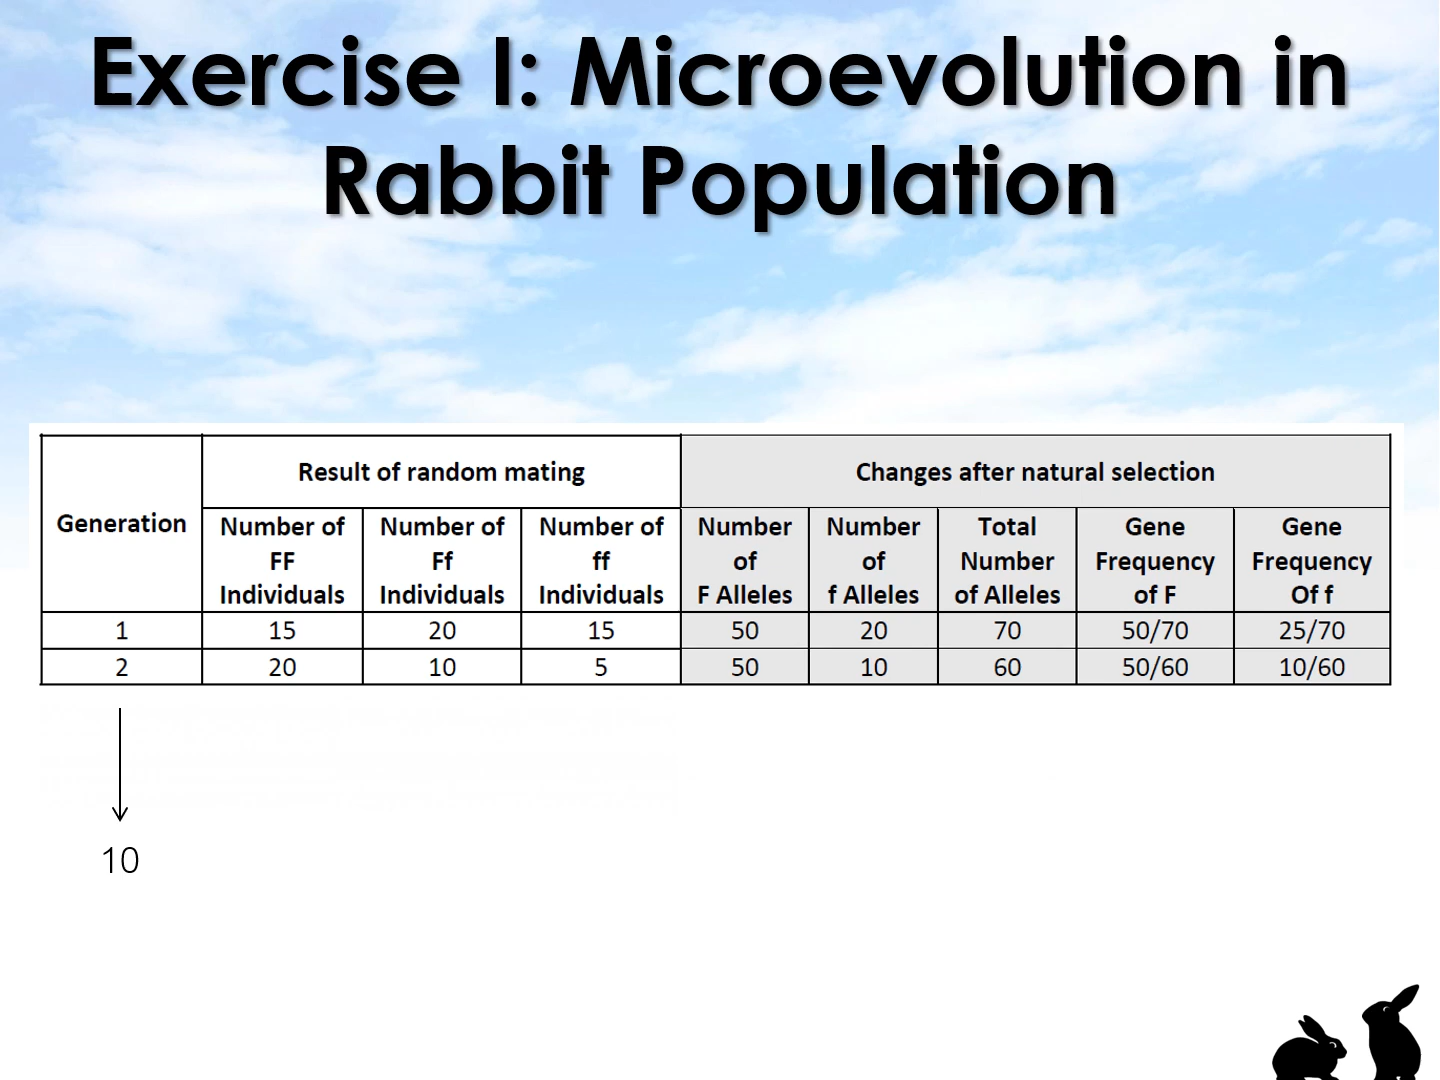 Exercise I: Microevolution in
Rabbit Population
Result of random mating
Changes after natural selection
Generation
Number of
FF
Individuals
Number of
Ff
Individuals
Number of
ff
Individuals
Number
of
F Alleles
Number
of
f Alleles
Total
Number
of Alleles
Gene
Frequency
of F
Gene
Frequency
Of f
1 15 20 15 50 20 70 50/70 25/70
2 20 10 5 50 10 60 50/60 10/60
10